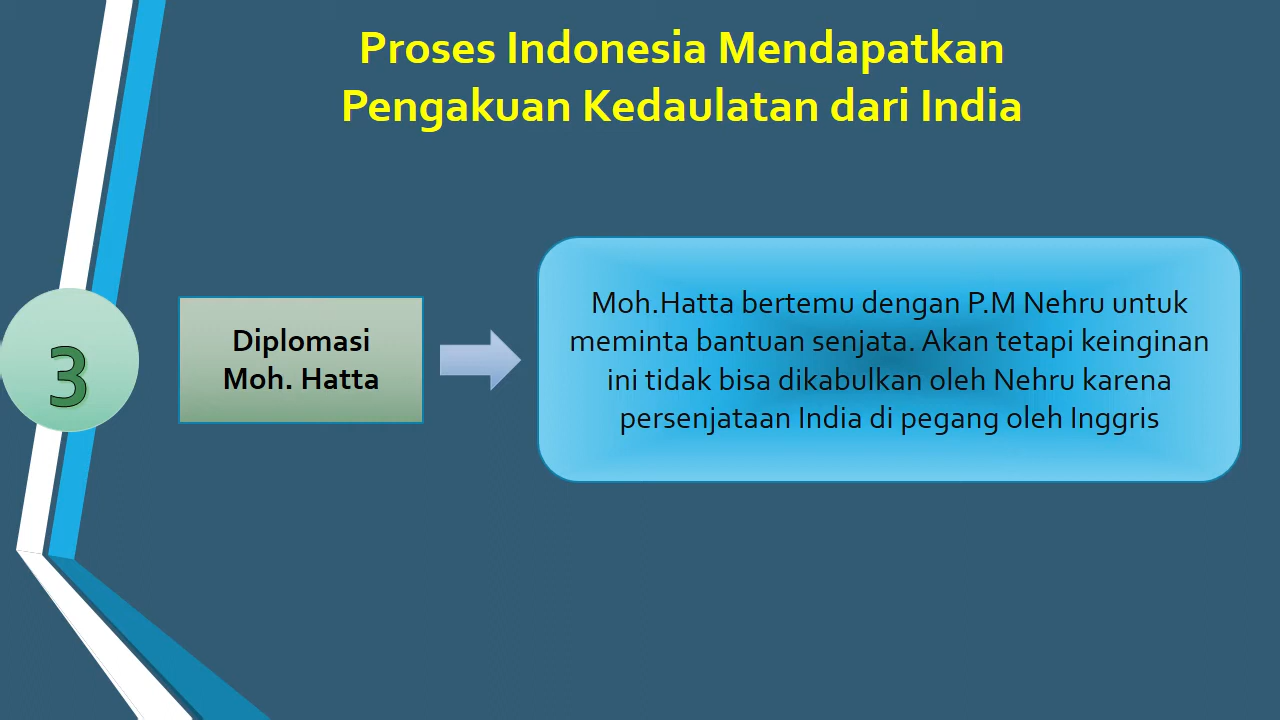 Proses Indonesia Mendapatkan
Pengakuan Kedaulatan dari India
3
Diplomasi
Moh. Hatta
Moh.Hatta bertemu dengan P.M Nehru untuk
meminta bantuan senjata. Akan tetapi keinginan
ini tidak bisa dikabulkan oleh Nehru karena
persenjataan India di pegang oleh Inggris